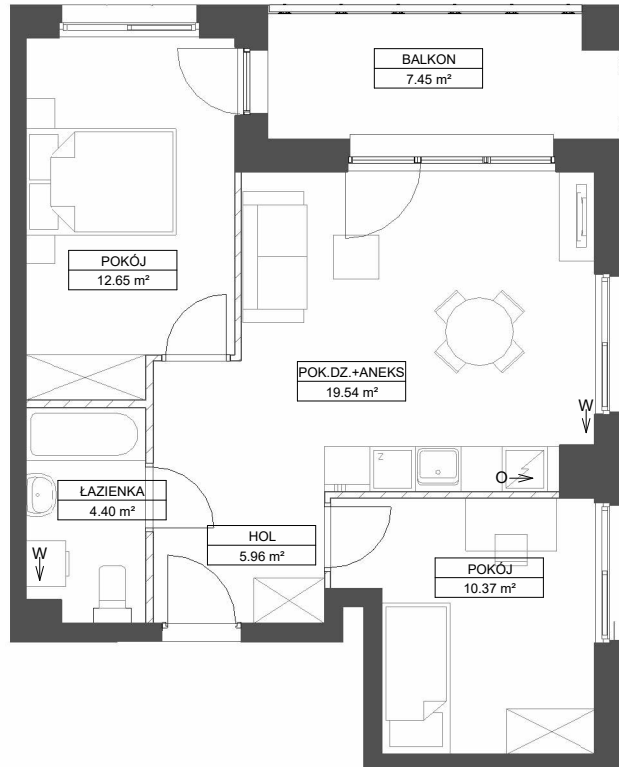 BALKON
7.45 m²
POKÓJ
12.65 m²
POK.DZ.+ANEKS
19.54 m²
W
Z
O
ŁAZIENKA
4.40 m²
HOL
5.96 m²
W
POKÓJ
10.37 m²